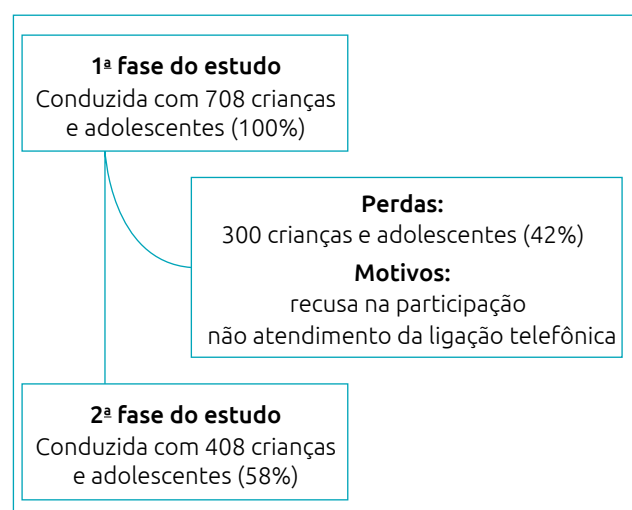 1ª fase do estudo
Conduzida com 708 crianças
e adolescentes (100%)
Perdas:
300 crianças e adolescentes (42%)
Motivos:
recusa na participação
não atendimento da ligação telefônica
2ª fase do estudo
Conduzida com 408 crianças
e adolescentes (58%)